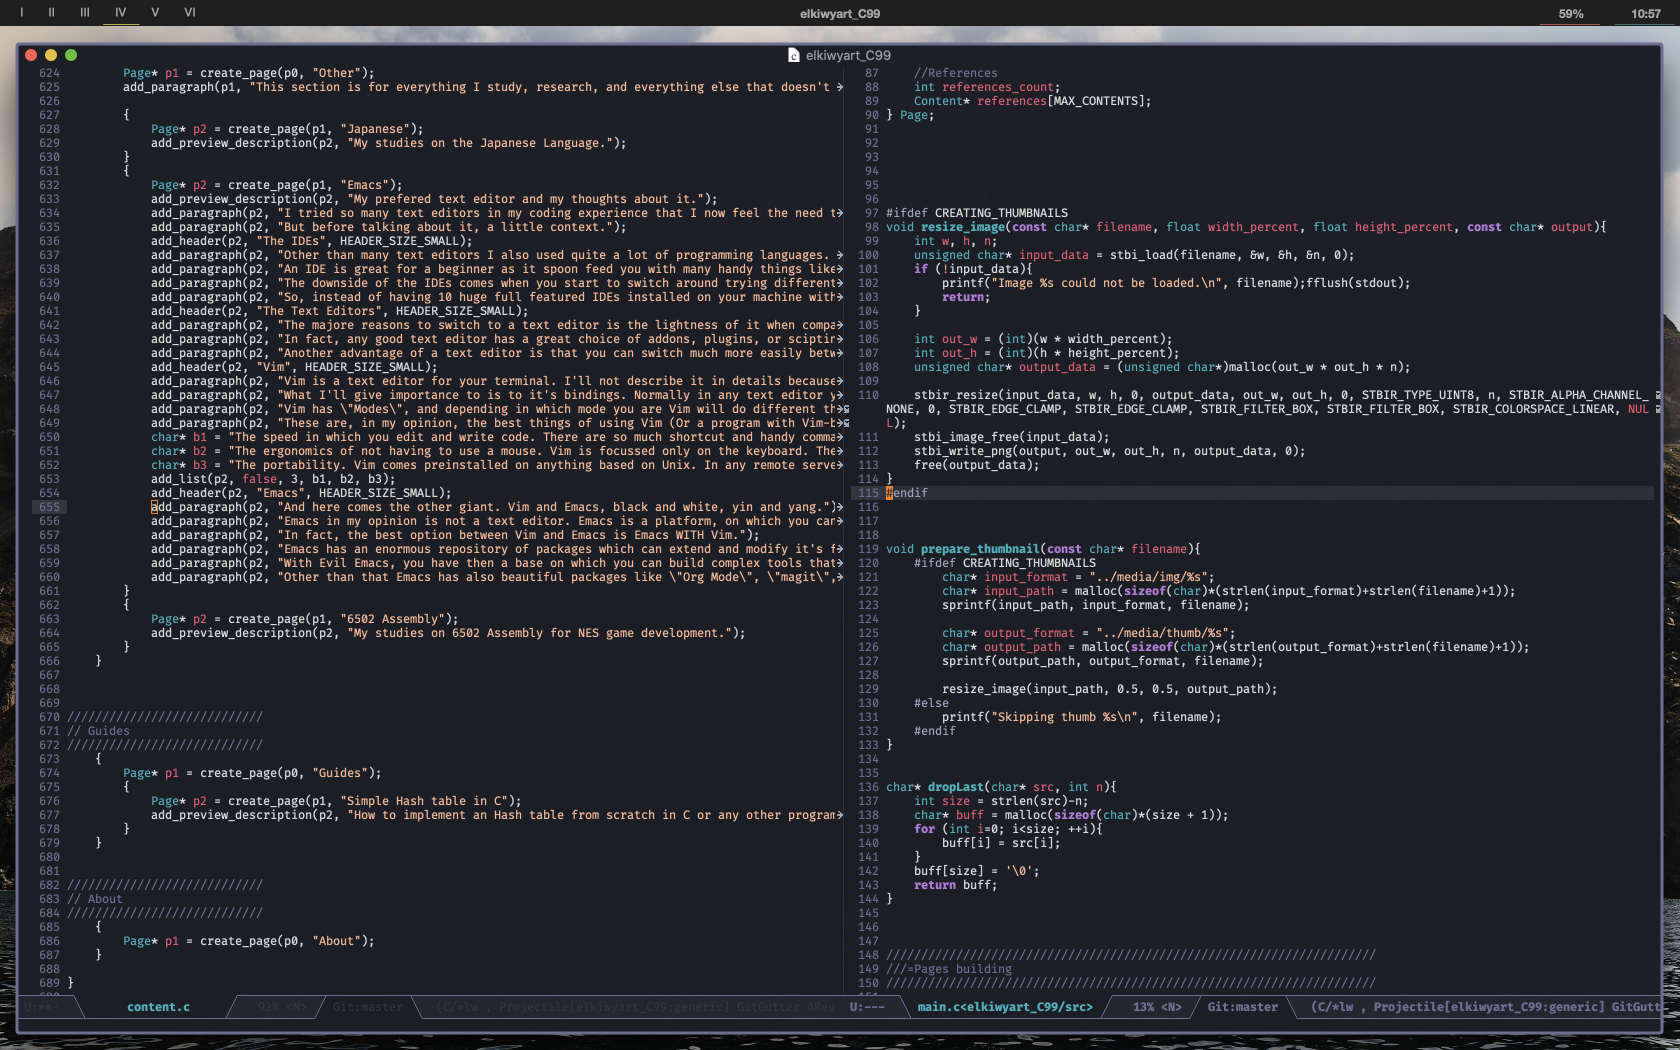 I II III IV V VI
elkiwyart_C99
59% 10:57
elkiwyart_C99
624 Page* p1 = create_page(p0, "Other");
625 add_paragraph(p1, "This section is for everything I study, research, and everything else that doesn't
626
627 {
628 Page* p2 = create_page(p1, "Japanese");
629 add_preview_description(p2, "My studies on the Japanese Language.");
630 }
631 {
632 Page* p2 = create_page(p1, "Emacs");
633 add_preview_description(p2, "My prefered text editor and my thoughts about it.");
634 add_paragraph(p2, "I tried so many text editors in my coding experience that I now feel the need t
635 add_paragraph(p2, "But before talking about it, a little context.");
636 add_header(p2, "The IDEs", HEADER_SIZE_SMALL);
637 add_paragraph(p2, "Other than many text editors I also used quite a lot of programming languages.
638 add_paragraph(p2, "An IDE is great for a beginner as it spoon feed you with many handy things like
639 add_paragraph(p2, "The downside of the IDEs comes when you start to switch around trying different
640 add_paragraph(p2, "So, instead of having 10 huge full featured IDEs installed on your machine with
641 add_header(p2, "The Text Editors", HEADER_SIZE_SMALL);
642 add_paragraph(p2, "The majore reasons to switch to a text editor is the lightness of it when compa
643 add_paragraph(p2, "In fact, any good text editor has a great choice of addons, plugins, or sciptin
644 add_paragraph(p2, "Another advantage of a text editor is that you can switch much more easily betw
645 add_header(p2, "Vim", HEADER_SIZE_SMALL);
646 add_paragraph(p2, "Vim is a text editor for your terminal. I'll not describe it in details because
647 add_paragraph(p2, "What I'll give importance to is to it's bindings. Normally in any text editor y
648 add_paragraph(p2, "Vim has \"Modes\", and depending in which mode you are Vim will do different th
649 add_paragraph(p2, "These are, in my opinion, the best things of using Vim (Or a program with Vim-b
650 char* b1 = "The speed in which you edit and write code. There are so much shortcut and handy comma
651 char* b2 = "The ergonomics of not having to use a mouse. Vim is focussed only on the keyboard. The
652 char* b3 = "The portability. Vim comes preinstalled on anything based on Unix. In any remote serve
653 add_list(p2, false, 3, b1, b2, b3);
654 add_header(p2, "Emacs", HEADER_SIZE_SMALL);
655 add_paragraph(p2, "And here comes the other giant. Vim and Emacs, black and white, yin and yang.")
656 add_paragraph(p2, "Emacs in my opinion is not a text editor. Emacs is a platform, on which you can
657 add_paragraph(p2, "In fact, the best option between Vim and Emacs is Emacs WITH Vim.");
658 add_paragraph(p2, "Emacs has an enormous repository of packages which can extend and modify it's f
659 add_paragraph(p2, "With Evil Emacs, you have then a base on which you can build complex tools that
660 add_paragraph(p2, "Other than that Emacs has also beautiful packages like \"Org Mode\", \"magit\",
661 }
662 {
663 Page* p2 = create_page(p1, "6502 Assembly");
664 add_preview_description(p2, "My studies on 6502 Assembly for NES game development.");
665 }
666 }
667
668
669
670 ////////////////////////////
671 // Guides
672 ////////////////////////////
673 {
674 Page* p1 = create_page(p0, "Guides");
675 {
676 Page* p2 = create_page(p1, "Simple Hash table in C");
677 add_preview_description(p2, "How to implement an Hash table from scratch in C or any other program
678 }
679 }
680
681
682 ////////////////////////////
683 // About
684 ////////////////////////////
685 {
686 Page* p1 = create_page(p0, "About");
687 }
688
689 }
U:**- content.c 92% <N> Git:master (C/*lw , Projectile[elkiwyart_C99:generic] GitGutter ARev
87 //References
88 int references_count;
89 Content* references[MAX_CONTENTS];
90 } Page;
91
92
93
94
95
96
97 #ifdef CREATING_THUMBNAILS
98 void resize_image(const char* filename, float width_percent, float height_percent, const char* output){
99 int w, h, n;
100 unsigned char* input_data = stbi_load(filename, &w, &h, &n, 0);
101 if (!input_data){
102 printf("Image %s could not be loaded.\n", filename);fflush(stdout);
103 return;
104 }
105
106 int out_w = (int)(w * width_percent);
107 int out_h = (int)(h * height_percent);
108 unsigned char* output_data = (unsigned char*)malloc(out_w * out_h * n);
109
110 stbir_resize(input_data, w, h, 0, output_data, out_w, out_h, 0, STBIR_TYPE_UINT8, n, STBIR_ALPHA_CHANNEL_
NONE, 0, STBIR_EDGE_CLAMP, STBIR_EDGE_CLAMP, STBIR_FILTER_BOX, STBIR_FILTER_BOX, STBIR_COLORSPACE_LINEAR, NUL
L);
111 stbi_image_free(input_data);
112 stbi_write_png(output, out_w, out_h, n, output_data, 0);
113 free(output_data);
114 }
115 #endif
116
117
118
119 void prepare_thumbnail(const char* filename){
120 #ifdef CREATING_THUMBNAILS
121 char* input_format = "../media/img/%s";
122 char* input_path = malloc(sizeof(char)*(strlen(input_format)+strlen(filename)+1));
123 sprintf(input_path, input_format, filename);
124
125 char* output_format = "../media/thumb/%s";
126 char* output_path = malloc(sizeof(char)*(strlen(output_format)+strlen(filename)+1));
127 sprintf(output_path, output_format, filename);
128
129 resize_image(input_path, 0.5, 0.5, output_path);
130 #else
131 printf("Skipping thumb %s\n", filename);
132 #endif
133 }
134
135
136 char* dropLast(char* src, int n){
137 int size = strlen(src)-n;
138 char* buff = malloc(sizeof(char)*(size + 1));
139 for (int i=0; i<size; ++i){
140 buff[i] = src[i];
141 }
142 buff[size] = '\0';
143 return buff;
144 }
145
146
147
148 //////////////////////////////////////////////////////////////////////
149 ///=Pages building
150 //////////////////////////////////////////////////////////////////////
U:--- main.c<elkiwyart_C99/src> 13% <N> Git:master (C/*lw , Projectile[elkiwyart_C99:generic] GitGutt